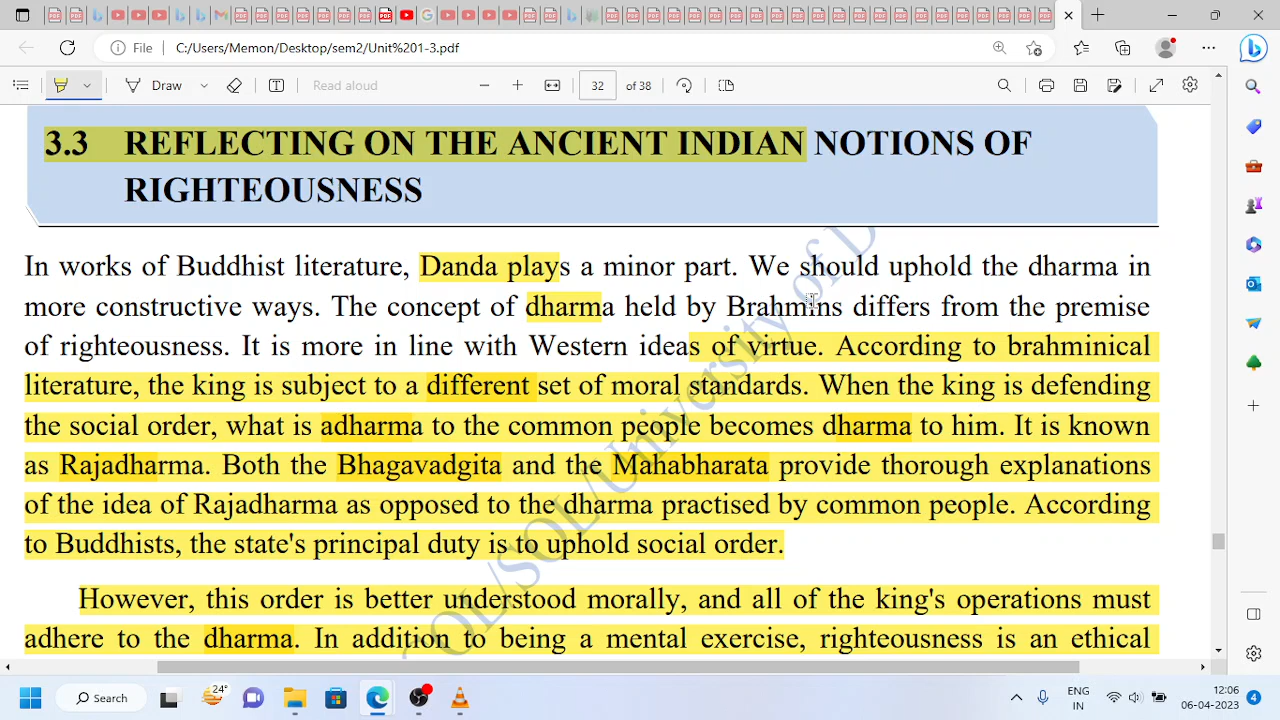 File
C:/Users/Memon/Desktop/sem2/Unit%201-3.pdf
Draw
Read aloud
32 of 38
3.3 REFLECTING ON THE ANCIENT INDIAN NOTIONS OF
RIGHTEOUSNESS
In works of Buddhist literature, Danda plays a minor part. We should uphold the dharma in
more constructive ways. The concept of dharma held by Brahmins differs from the premise
of righteousness. It is more in line with Western ideas of virtue. According to brahminical
literature, the king is subject to a different set of moral standards. When the king is defending
the social order, what is adharma to the common people becomes dharma to him. It is known
as Rajadharma. Both the Bhagavadgita and the Mahabharata provide thorough explanations
of the idea of Rajadharma as opposed to the dharma practised by common people. According
to Buddhists, the state's principal duty is to uphold social order.
However, this order is better understood morally, and all of the king's operations must
adhere to the dharma. In addition to being a mental exercise, righteousness is an ethical
OL/SOL/University of D
Search
24°
ENG
IN
12:06
06-04-2023
4